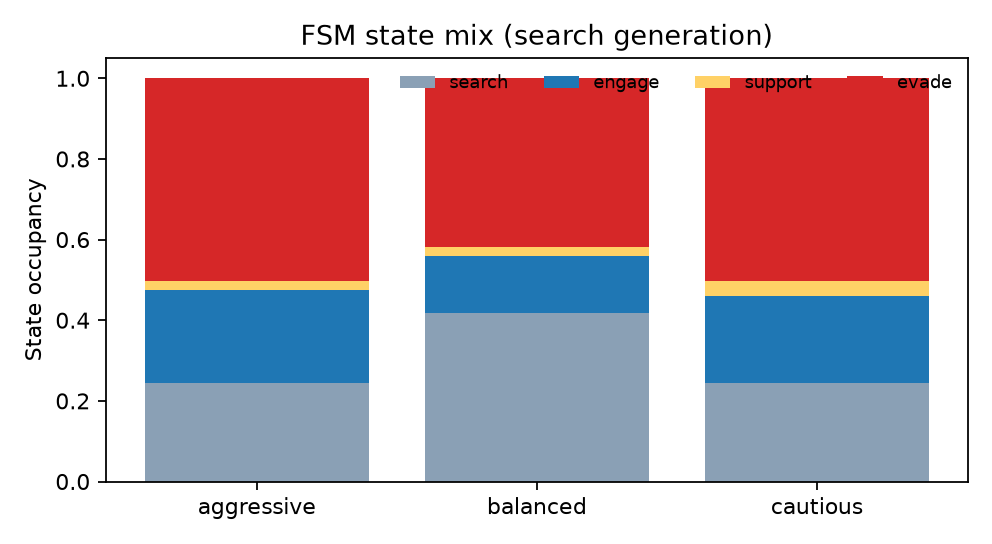 FSM state mix (search generation)
search engage support evade
State occupancy
1.0
0.8
0.6
0.4
0.2
0.0
aggressive balanced cautious